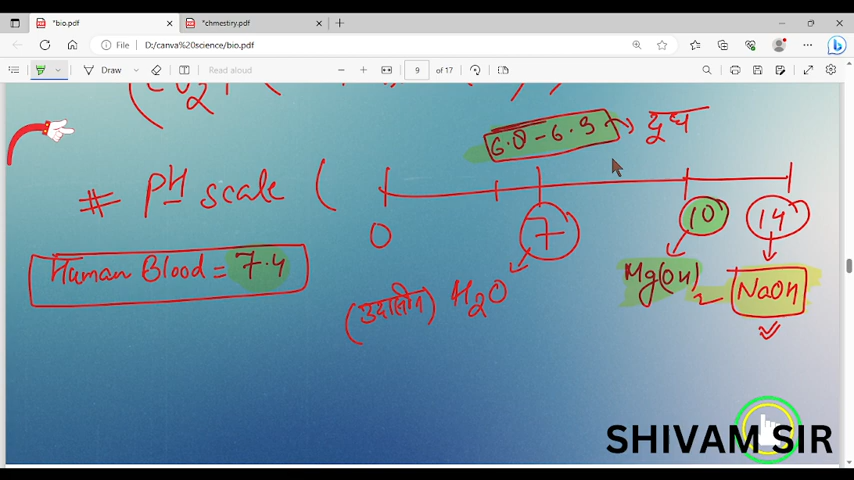 *bio.pdf
*chmestiry.pdf
File D:/canva%20science/bio.pdf
Draw
Read aloud
9 of 17
6.8 - 6.9 → दूध
# PH scale (
0
7
10
14
Human Blood = 7.4
(उदासीन) H2O
Mg(OH)2
NaOH
SHIVAM SIR